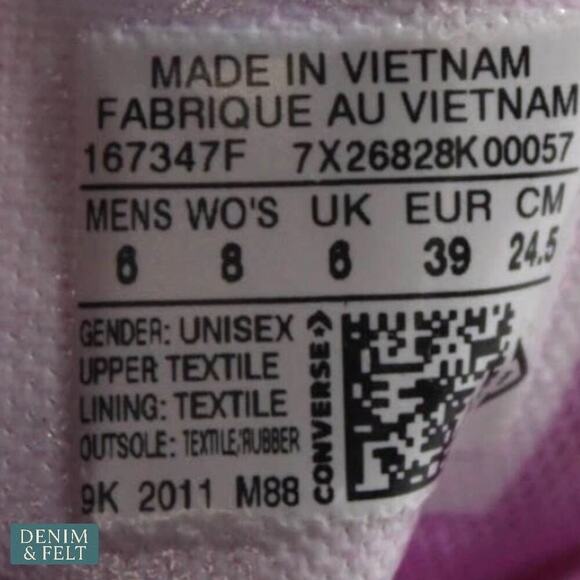 MADE IN VIETNAM
FABRIQUE AU VIETNAM
167347F 7X26828K00057
MENS WO'S UK EUR CM
6 8 6 39 24.5
GENDER: UNISEX
UPPER TEXTILE
LINING: TEXTILE
OUTSOLE: TEXTILE/RUBBER
9K 2011 M88
CONVERSE
DENIM
& FELT